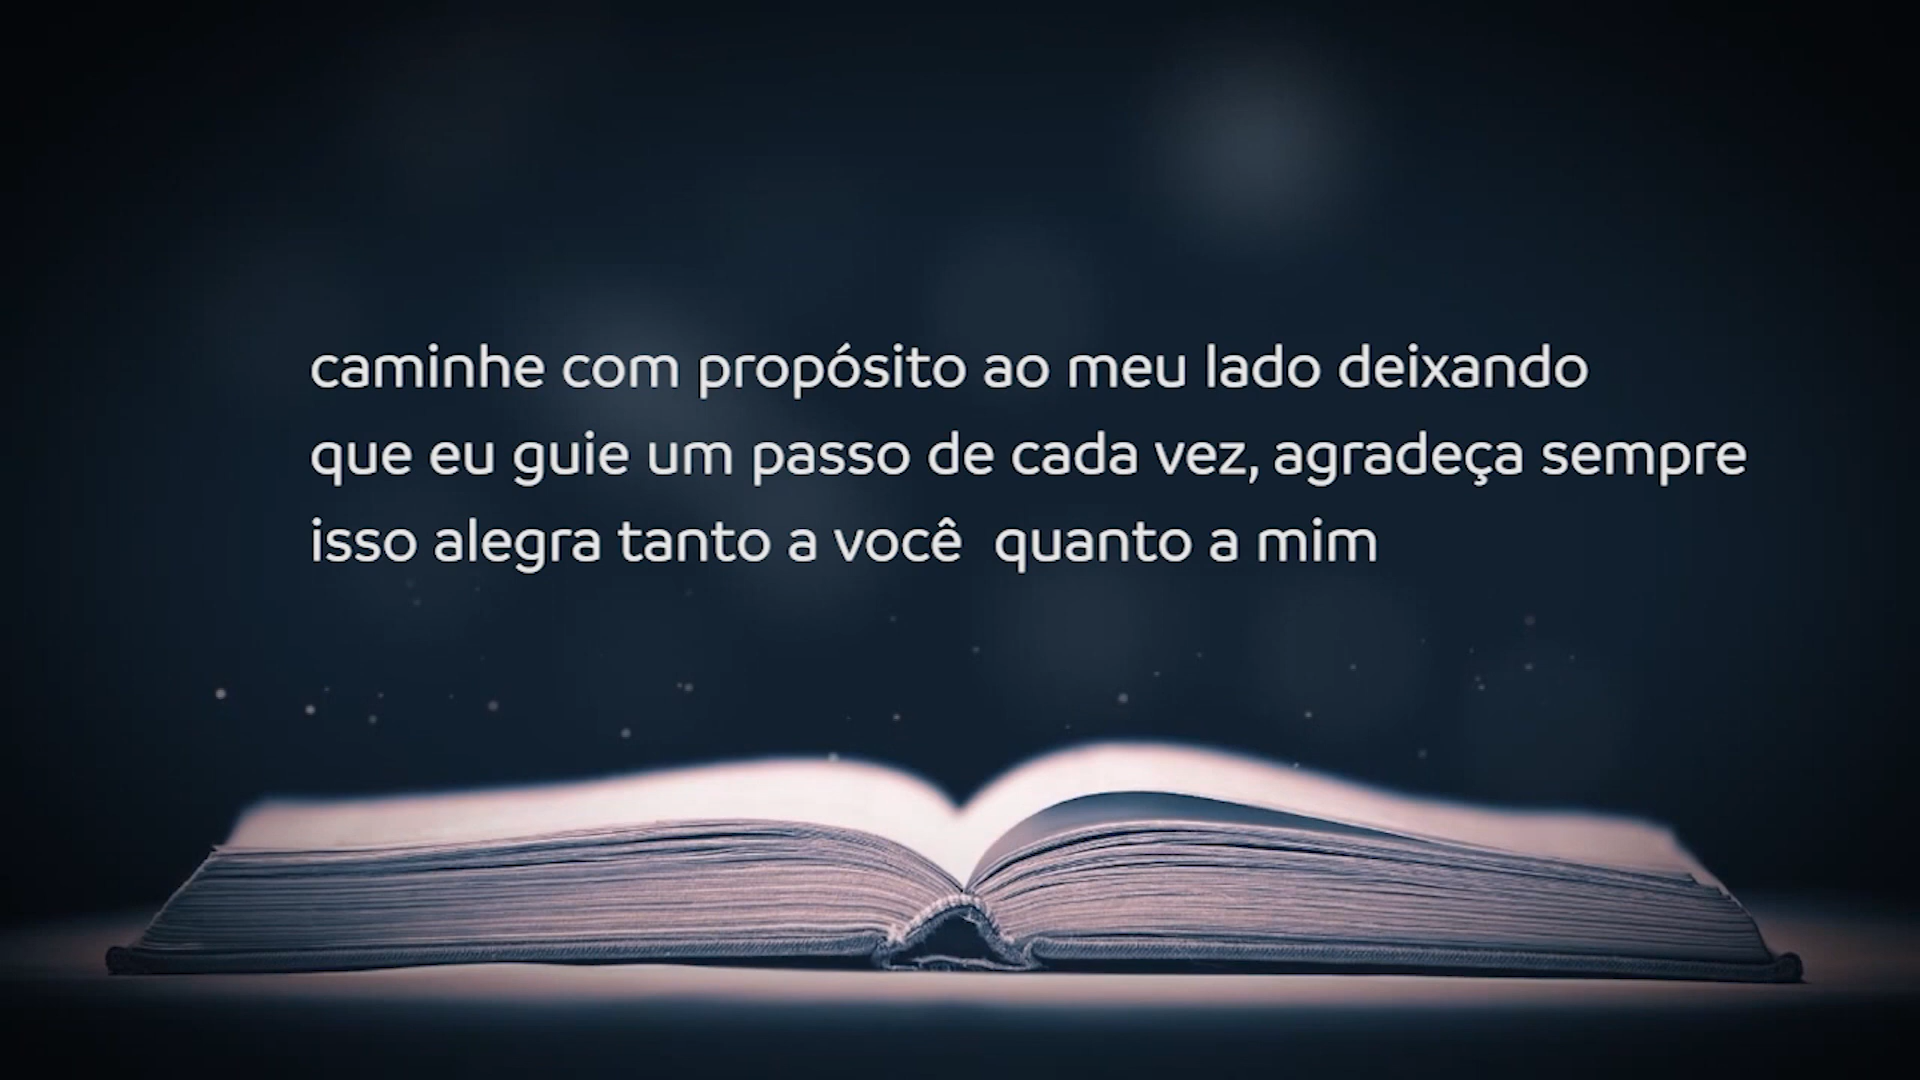 caminhe com propósito ao meu lado deixando
que eu guie um passo de cada vez, agradeça sempre
isso alegra tanto a você  quanto a mim